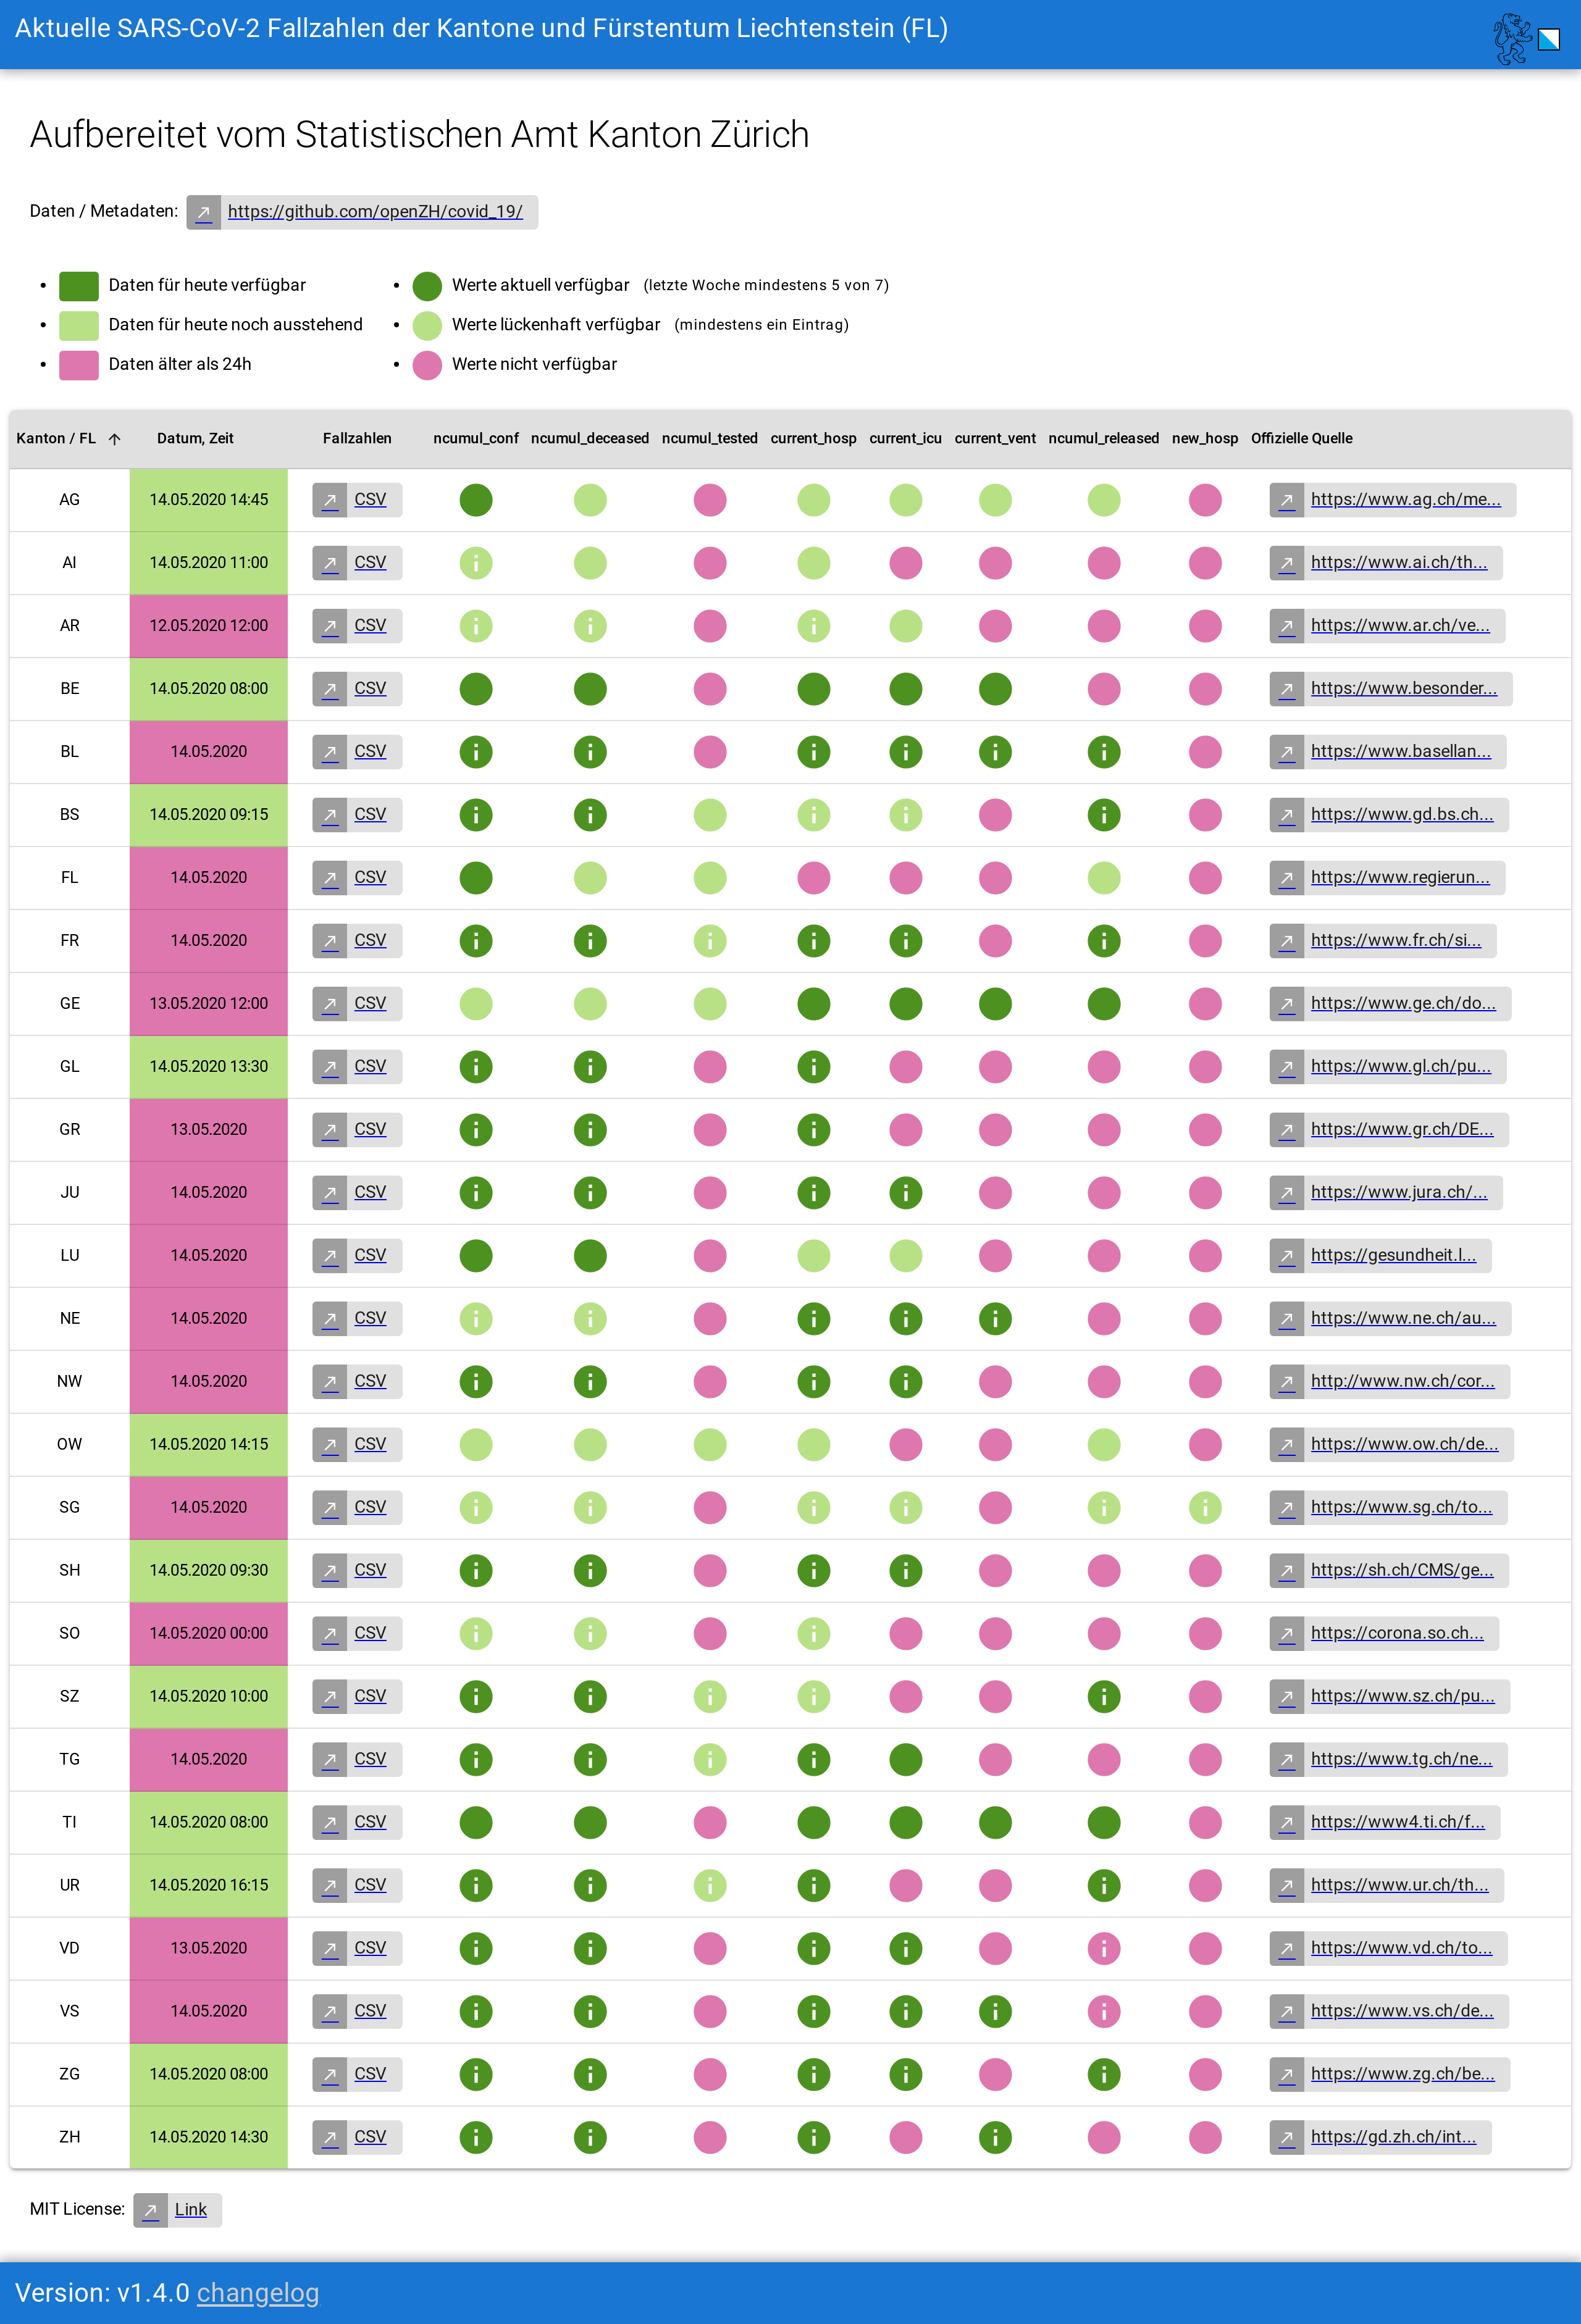 Aktuelle SARS-CoV-2 Fallzahlen der Kantone und Fürstentum Liechtenstein (FL)
Aufbereitet vom Statistischen Amt Kanton Zürich
Daten / Metadaten: https://github.com/openZH/covid_19/
Daten für heute verfügbar
Daten für heute noch ausstehend
Daten älter als 24h
Werte aktuell verfügbar (letzte Woche mindestens 5 von 7)
Werte lückenhaft verfügbar (mindestens ein Eintrag)
Werte nicht verfügbar
Kanton / FL Datum, Zeit Fallzahlen ncumul_conf ncumul_deceased ncumul_tested current_hosp current_icu current_vent ncumul_released new_hosp Offizielle Quelle
AG 14.05.2020 14:45 CSV https://www.ag.ch/me...
AI 14.05.2020 11:00 CSV i https://www.ai.ch/th...
AR 12.05.2020 12:00 CSV i i i https://www.ar.ch/ve...
BE 14.05.2020 08:00 CSV https://www.besonder...
BL 14.05.2020 CSV i i i i i i https://www.basellan...
BS 14.05.2020 09:15 CSV i i i i i https://www.gd.bs.ch...
FL 14.05.2020 CSV https://www.regierun...
FR 14.05.2020 CSV i i i i i i https://www.fr.ch/si...
GE 13.05.2020 12:00 CSV https://www.ge.ch/do...
GL 14.05.2020 13:30 CSV i i i https://www.gl.ch/pu...
GR 13.05.2020 CSV i i i https://www.gr.ch/DE...
JU 14.05.2020 CSV i i i i https://www.jura.ch/...
LU 14.05.2020 CSV https://gesundheit.l...
NE 14.05.2020 CSV i i i i i https://www.ne.ch/au...
NW 14.05.2020 CSV i i i i http://www.nw.ch/cor...
OW 14.05.2020 14:15 CSV https://www.ow.ch/de...
SG 14.05.2020 CSV i i i i i i https://www.sg.ch/to...
SH 14.05.2020 09:30 CSV i i i i https://sh.ch/CMS/ge...
SO 14.05.2020 00:00 CSV i i i https://corona.so.ch...
SZ 14.05.2020 10:00 CSV i i i i i https://www.sz.ch/pu...
TG 14.05.2020 CSV i i i i https://www.tg.ch/ne...
TI 14.05.2020 08:00 CSV https://www4.ti.ch/f...
UR 14.05.2020 16:15 CSV i i i i i https://www.ur.ch/th...
VD 13.05.2020 CSV i i i i i https://www.vd.ch/to...
VS 14.05.2020 CSV i i i i i i https://www.vs.ch/de...
ZG 14.05.2020 08:00 CSV i i i i i https://www.zg.ch/be...
ZH 14.05.2020 14:30 CSV i i i i https://gd.zh.ch/int...
MIT License: Link
Version: v1.4.0 changelog